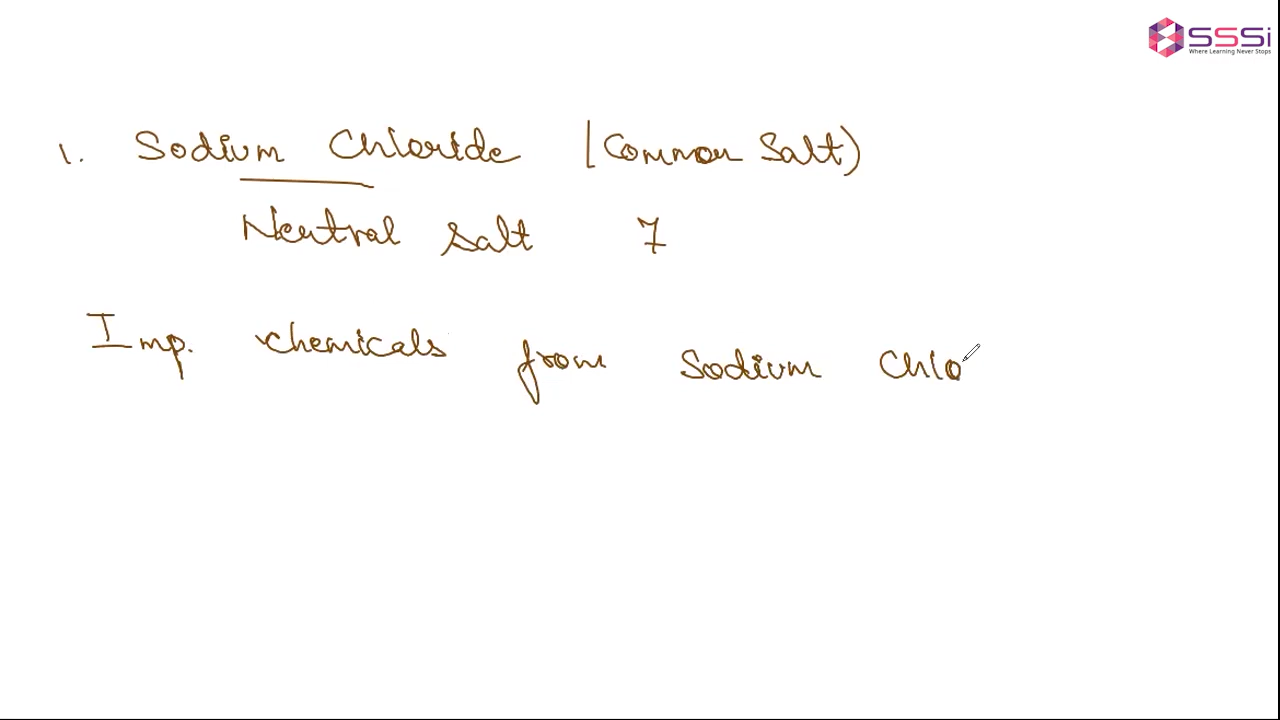 SSSi
Where Learning Never Stops
1. Sodium Chloride (Common Salt)
Neutral Salt 7
Imp. chemicals from Sodium Chlo